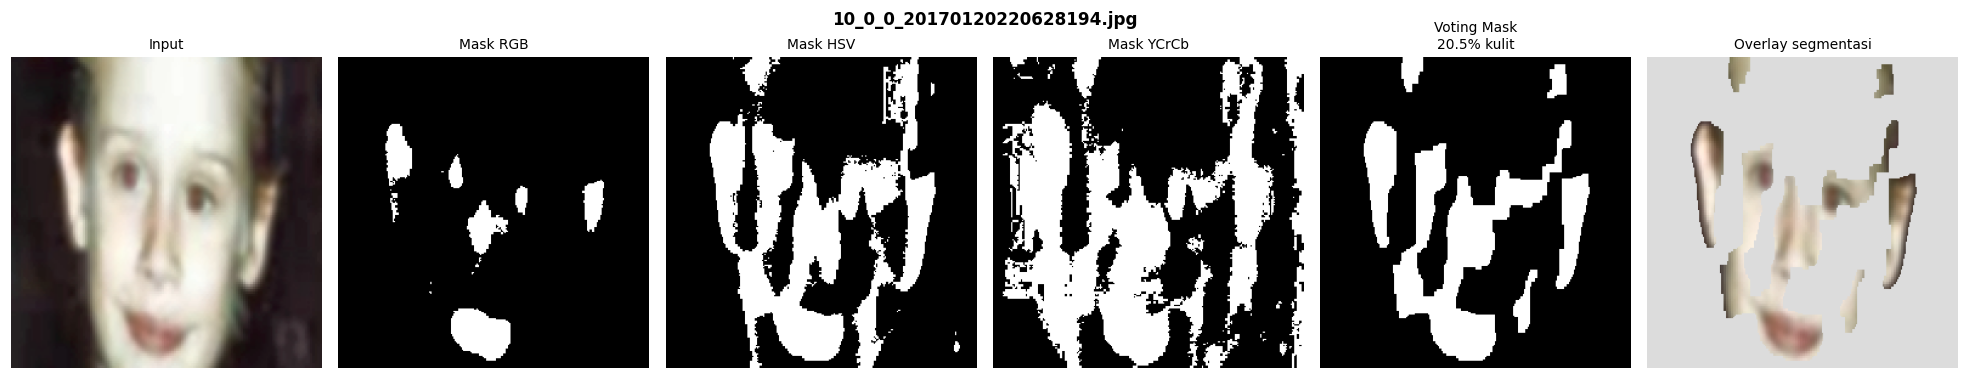 10_0_0_20170120220628194.jpg
Input
Mask RGB
Mask HSV
Mask YCrCb
Voting Mask
20.5% kulit
Overlay segmentasi